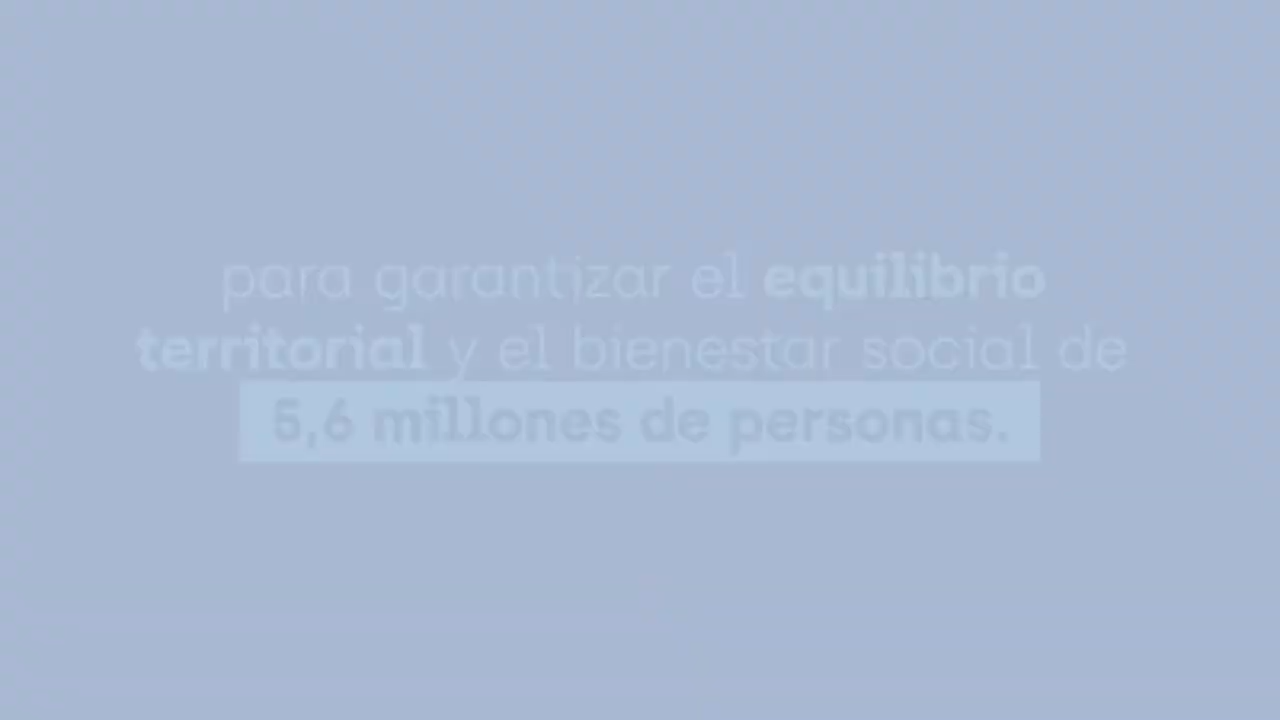 para garantizar el equilibrio
territorial y el bienestar social de
5,6 millones de personas.